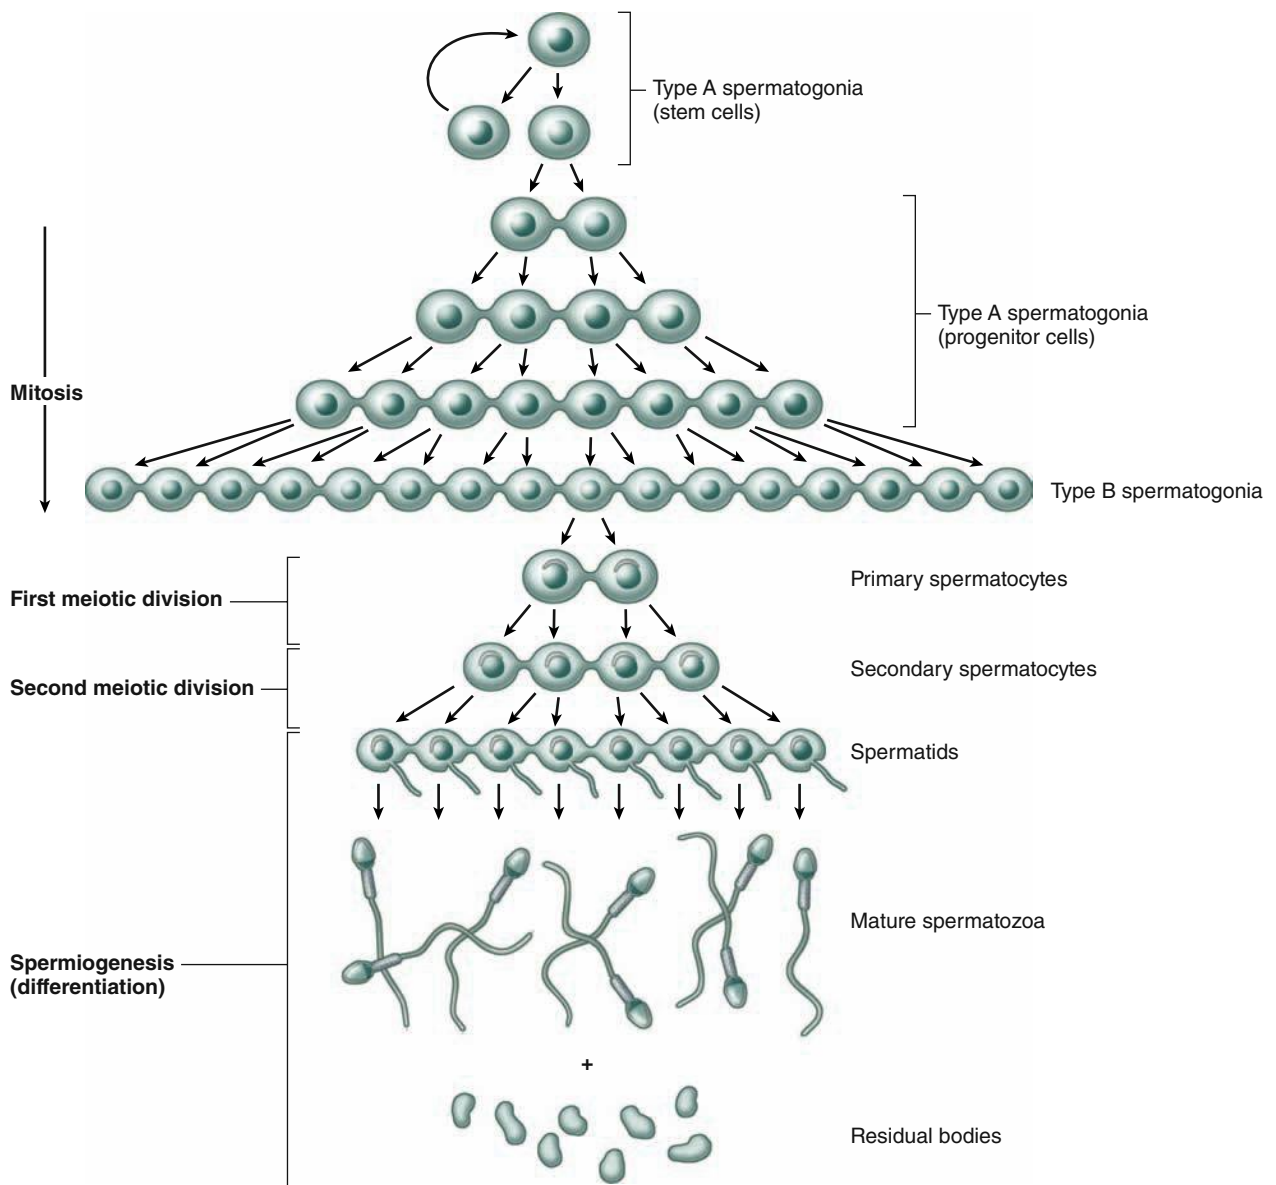 Type A spermatogonia
(stem cells)
Type A spermatogonia
(progenitor cells)
Mitosis
Type B spermatogonia
Primary spermatocytes
First meiotic division
Secondary spermatocytes
Second meiotic division
Spermatids
Mature spermatozoa
Spermiogenesis
(differentiation)
+
Residual bodies